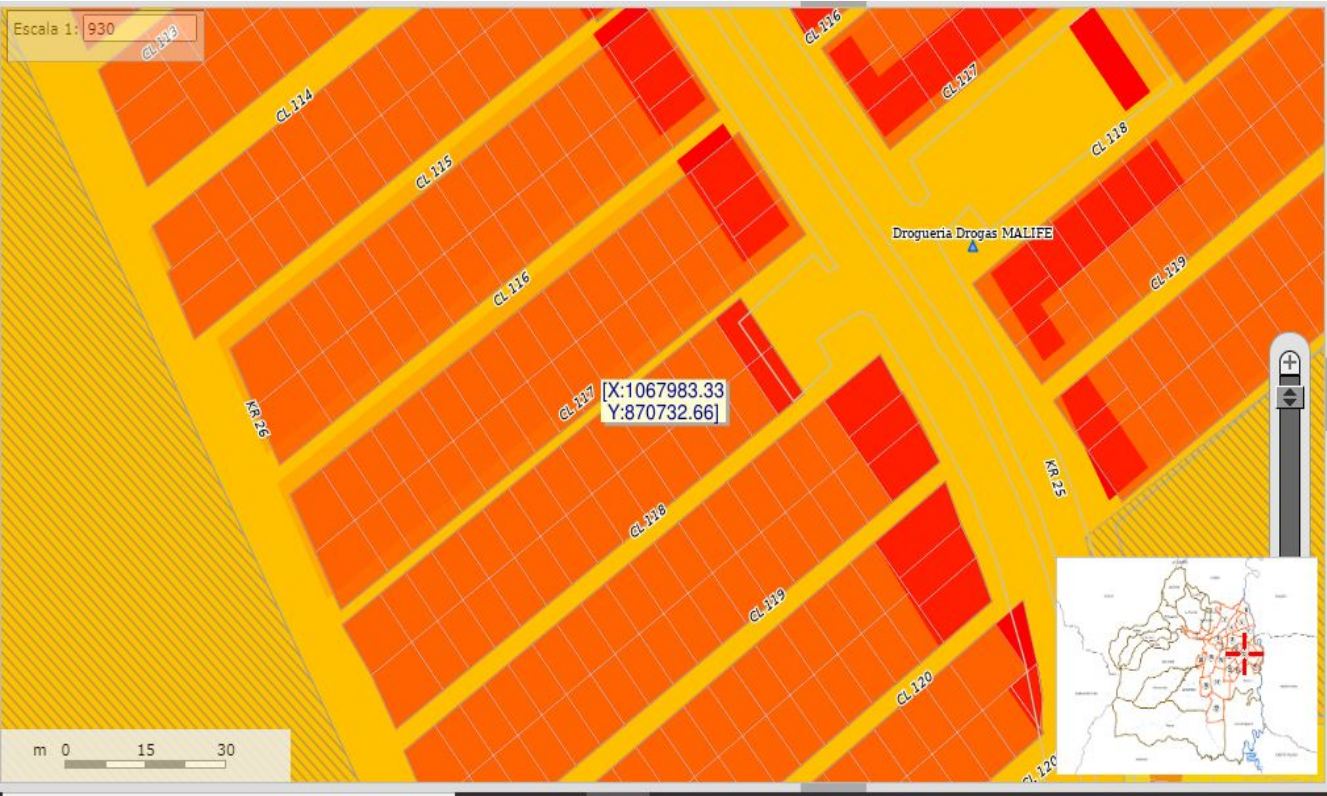 Escala 1: 930
CL 113
CL 116
CL 117
CL 114
CL 118
CL 115
Drogueria Drogas MALIFE
CL 119
CL 116
[X:1067983.33
Y:870732.66]
CL 117
KR 26
KR 25
CL 118
CL 119
CL 120
m 0 15 30
CL 120